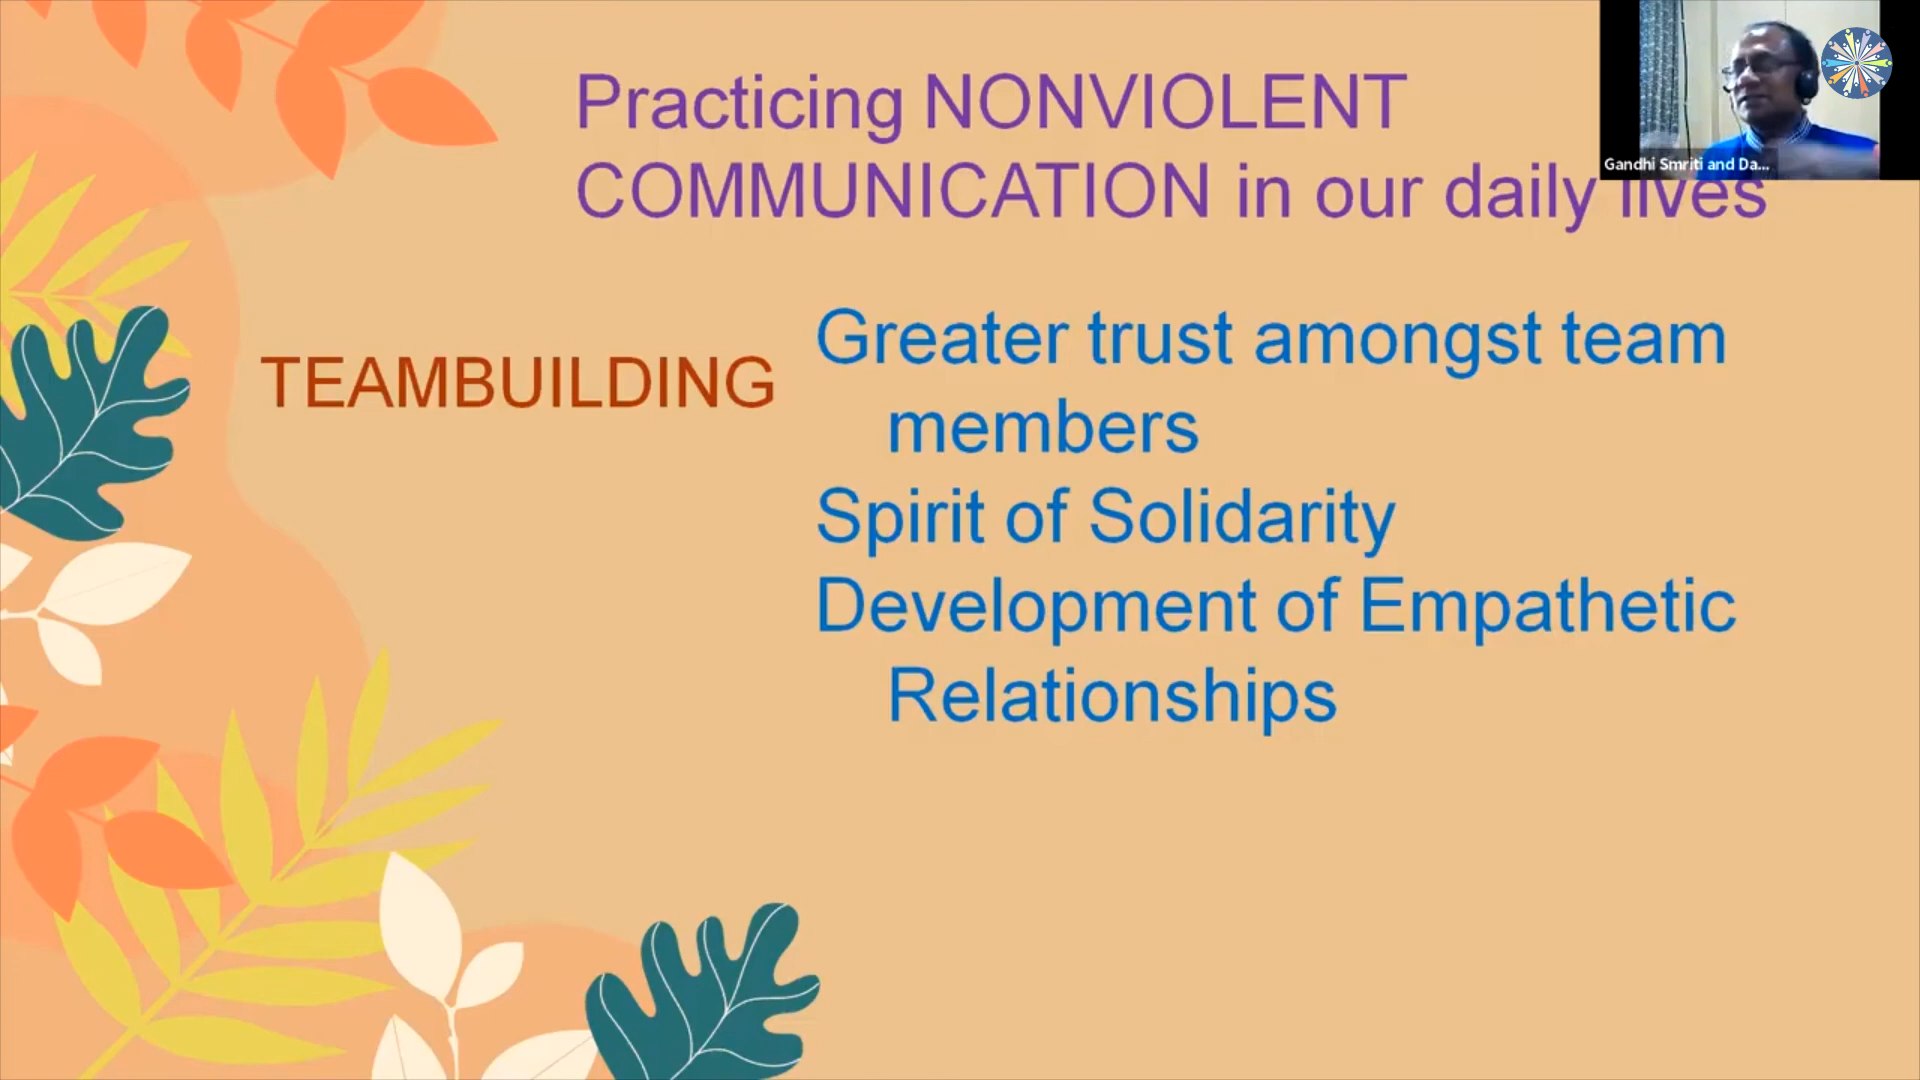 Practicing NONVIOLENT
COMMUNICATION in our daily lives
TEAMBUILDING
Greater trust amongst team
members
Spirit of Solidarity
Development of Empathetic
Relationships
Gandhi Smriti and Da...